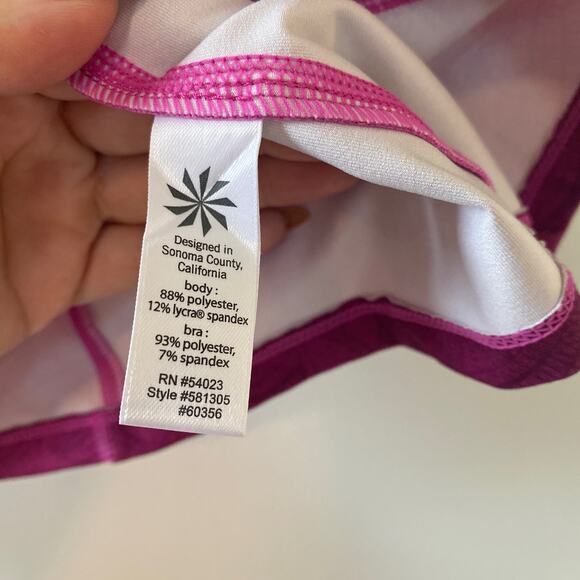 Designed in
Sonoma County,
California
body :
88% polyester,
12% lycra® spandex
bra :
93% polyester,
7% spandex
RN #54023
Style #581305
#60356